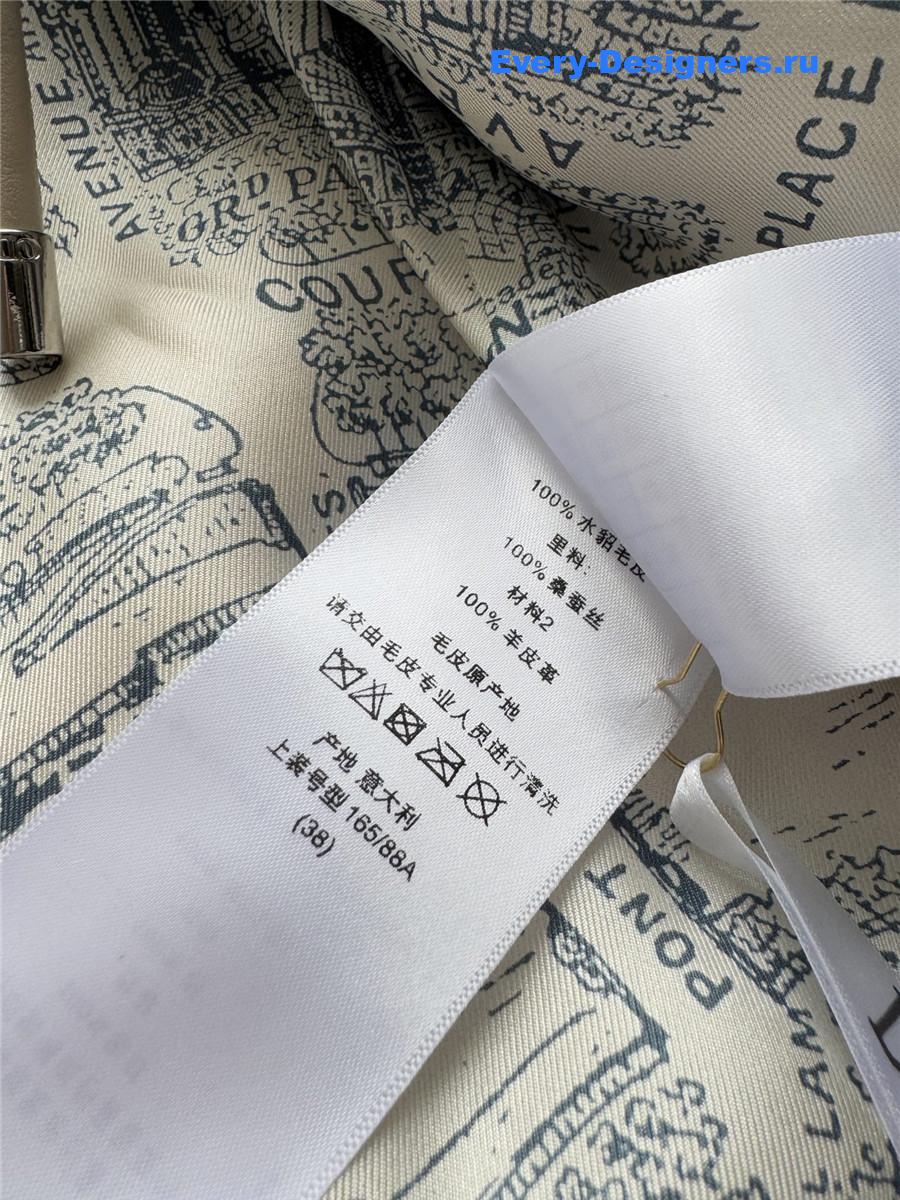 Every-Designers.ru
AVENUE
PLACE
100% 水貂毛皮
里料:
100% 桑蚕丝
材料2
100% 羊皮革
毛皮原产地
请交由毛皮专业人员进行清洗
产地 意大利
上装号型 165/88A
(38)
PONT